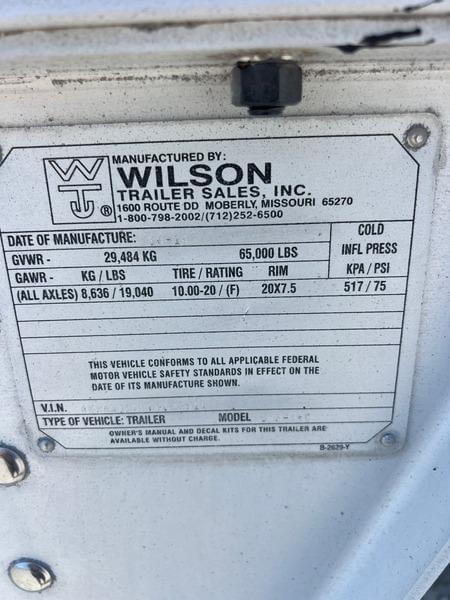 MANUFACTURED BY:
WILSON
TRAILER SALES, INC.
1600 ROUTE DD MOBERLY, MISSOURI 65270
1-800-798-2002/(712)252-6500
W
T ®
DATE OF MANUFACTURE:
COLD
INFL PRESS
KPA / PSI
GVWR - 29,484 KG 65,000 LBS
GAWR - KG / LBS TIRE / RATING RIM
(ALL AXLES) 8,636 / 19,040 10.00-20 / (F) 20X7.5 517 / 75
THIS VEHICLE CONFORMS TO ALL APPLICABLE FEDERAL
MOTOR VEHICLE SAFETY STANDARDS IN EFFECT ON THE
DATE OF ITS MANUFACTURE SHOWN.
V.I.N.
TYPE OF VEHICLE: TRAILER MODEL
OWNER'S MANUAL AND DECAL KITS FOR THIS TRAILER ARE
AVAILABLE WITHOUT CHARGE.
B-2629-Y